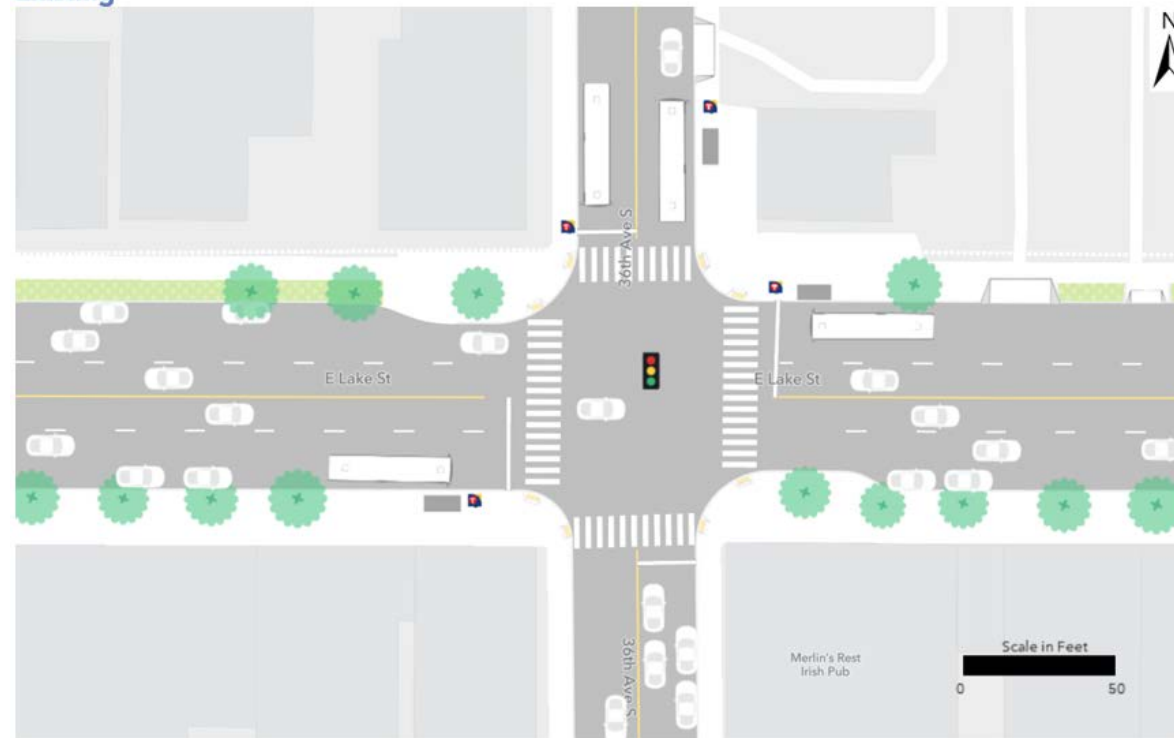 N
36th Ave S
E Lake St
E Lake St
36th Ave S
Merlin's Rest
Irish Pub
Scale in Feet
0
50